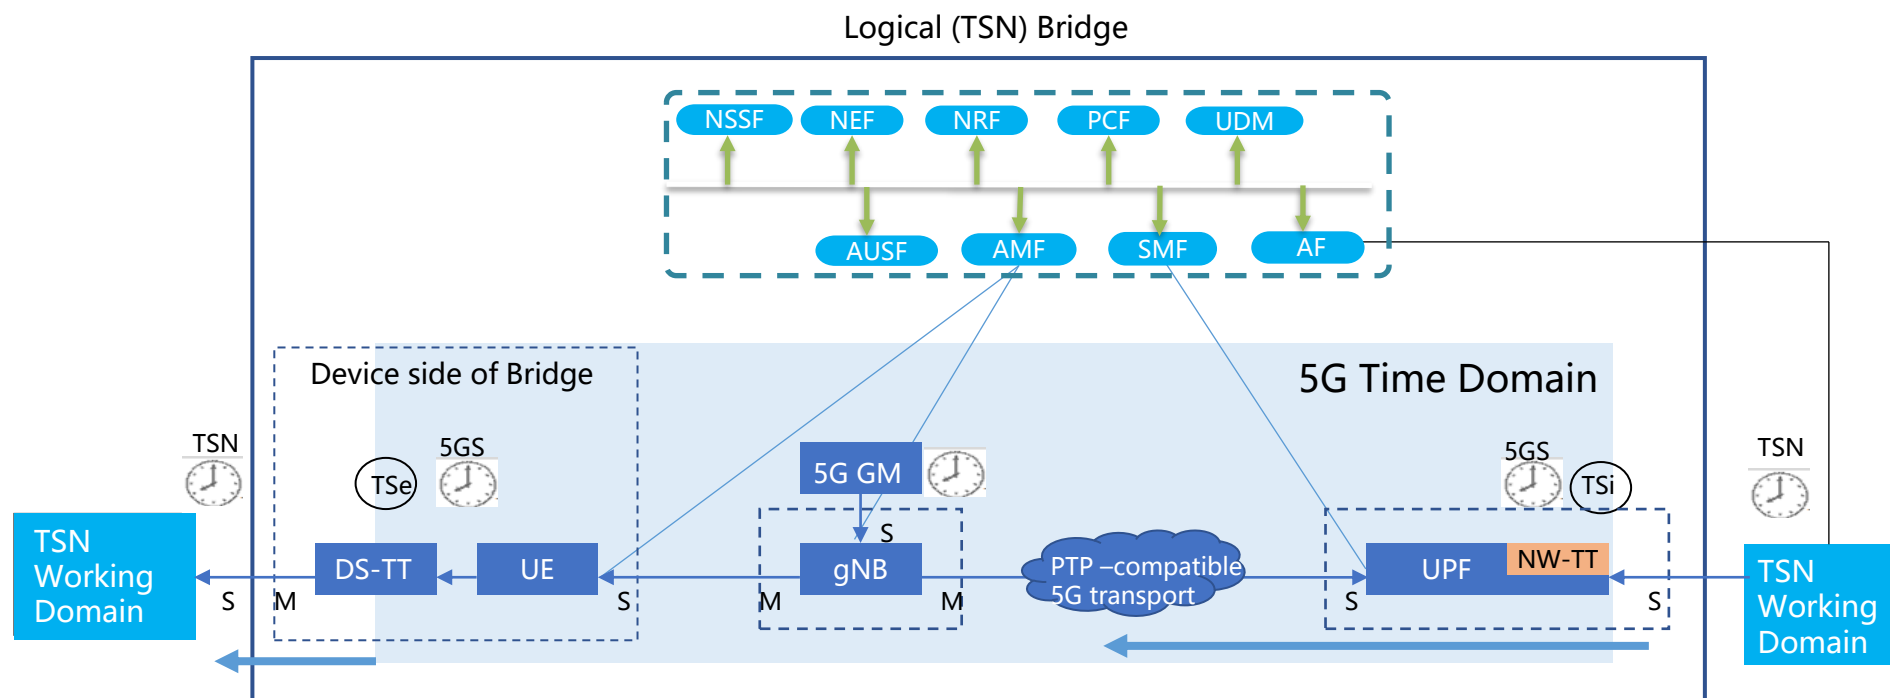 Logical (TSN) Bridge
NSSF
NEF
NRF
PCF
UDM
AUSF
AMF
SMF
AF
Device side of Bridge
5G Time Domain
TSN
5GS
TSe
5G GM
5GS
TSi
TSN
S
TSN
Working
Domain
DS-TT
UE
gNB
PTP –compatible
5G transport
UPF
NW-TT
TSN
Working
Domain
S
M
S
M
M
S
S